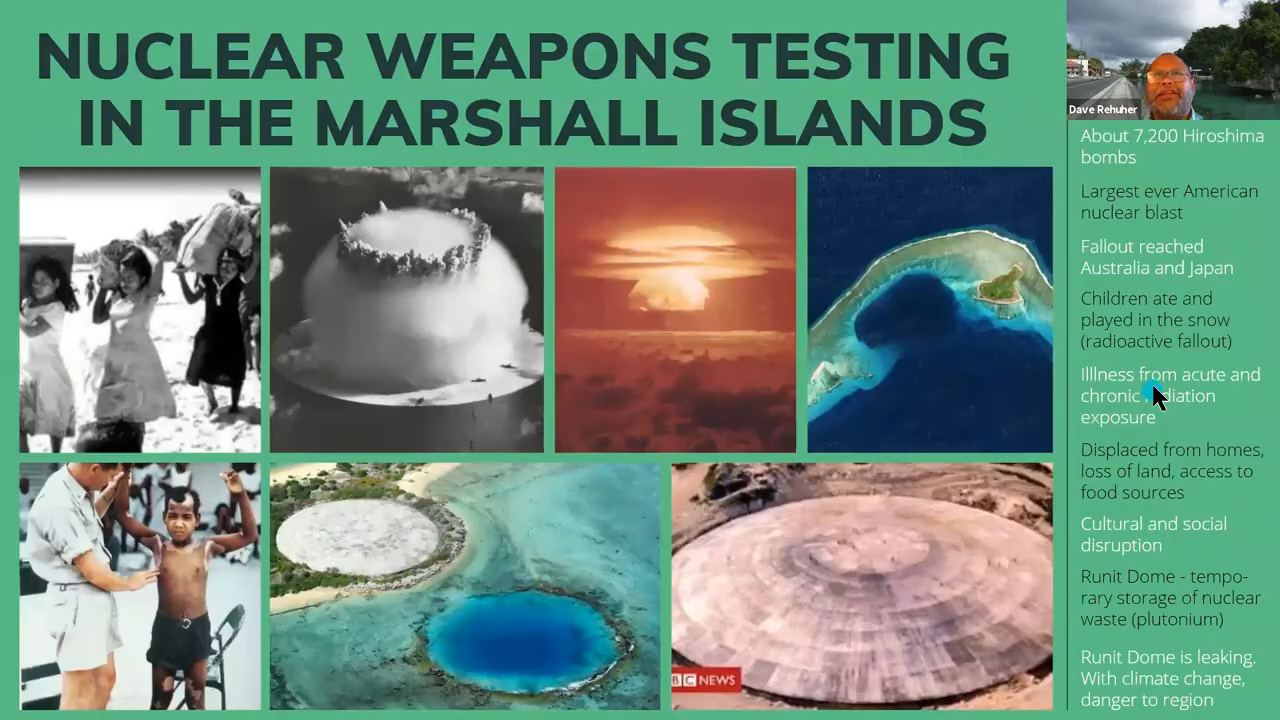 NUCLEAR WEAPONS TESTING
IN THE MARSHALL ISLANDS
Dave Rehuher
About 7,200 Hiroshima
bombs
Largest ever American
nuclear blast
Fallout reached
Australia and Japan
Children ate and
played in the snow
(radioactive fallout)
Illlness from acute and
chronic radiation
exposure
Displaced from homes,
loss of land, access to
food sources
Cultural and social
disruption
Runit Dome - tempo-
rary storage of nuclear
waste (plutonium)
Runit Dome is leaking.
With climate change,
danger to region
BC NEWS